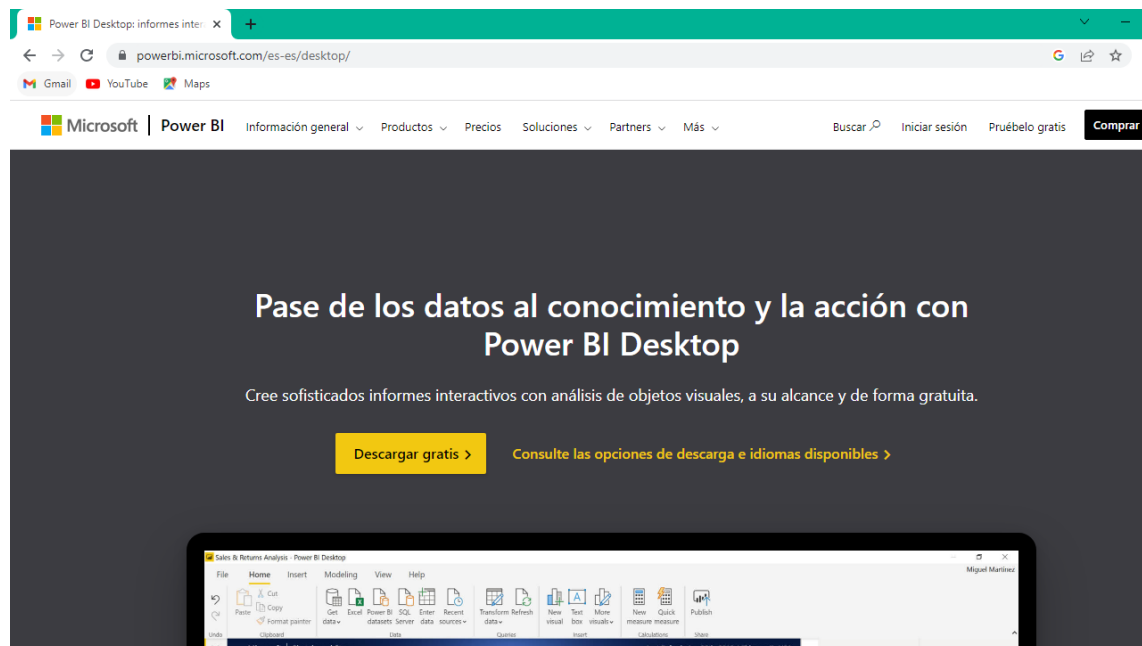 Power BI Desktop: informes inter
powerbi.microsoft.com/es-es/desktop/
Gmail YouTube Maps
Microsoft Power BI Información general Productos Precios Soluciones Partners Más Buscar Iniciar sesión Pruébelo gratis Comprar
Pase de los datos al conocimiento y la acción con
Power BI Desktop
Cree sofisticados informes interactivos con análisis de objetos visuales, a su alcance y de forma gratuita.
Descargar gratis Consulte las opciones de descarga e idiomas disponibles
Sales & Returns Analysis - Power BI Desktop
Miguel Martinez
File Home Insert Modeling View Help
Cut
Copy
Format painter
Paste
Get data
Excel
Power BI datasets
SQL Server
Enter data
Recent sources
Transform data
Refresh
New visual
Text box
More visuals
New measure
Quick measure
Publish
Undo Clipboard Data Queries Insert Calculations Share